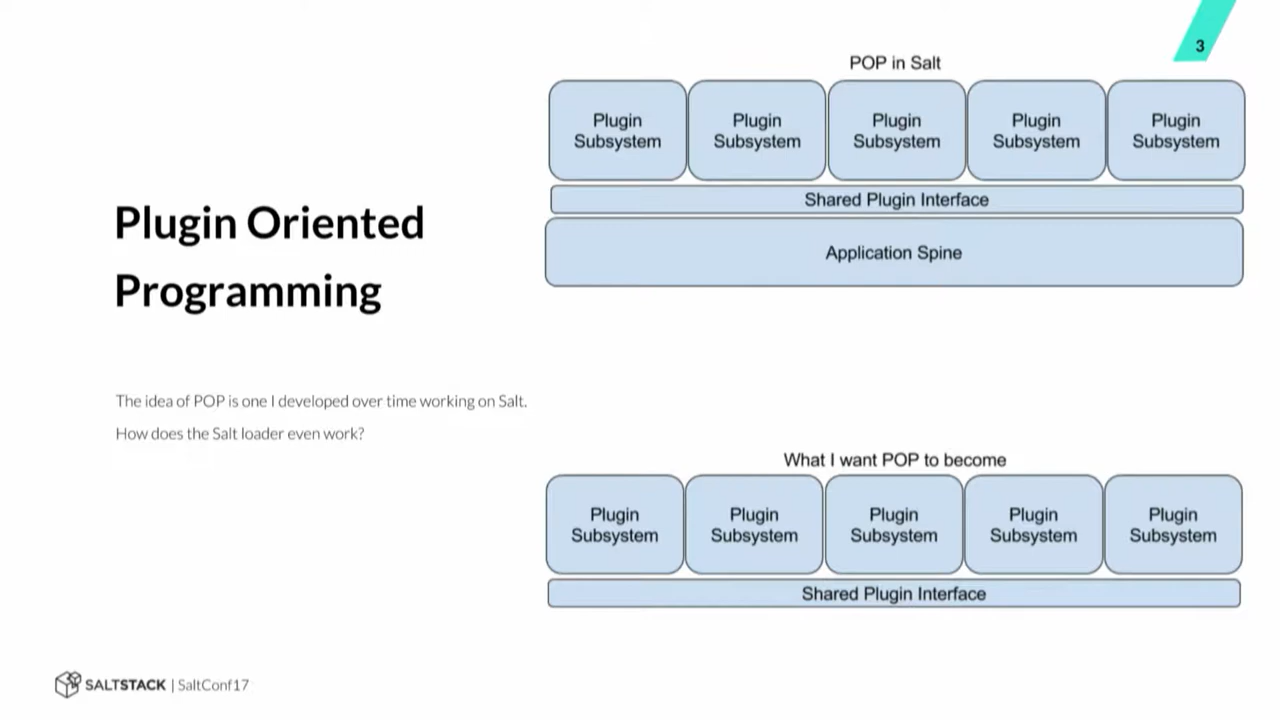 3
Plugin Oriented
Programming
The idea of POP is one I developed over time working on Salt.
How does the Salt loader even work?
POP in Salt
Plugin
Subsystem
Plugin
Subsystem
Plugin
Subsystem
Plugin
Subsystem
Plugin
Subsystem
Shared Plugin Interface
Application Spine
What I want POP to become
Plugin
Subsystem
Plugin
Subsystem
Plugin
Subsystem
Plugin
Subsystem
Plugin
Subsystem
Shared Plugin Interface
SALTSTACK | SaltConf17